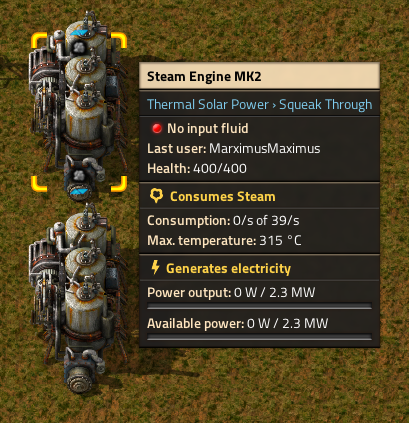 Steam Engine MK2
Thermal Solar Power › Squeak Through
No input fluid
Last user: MarximusMaximus
Health: 400/400
Consumes Steam
Consumption: 0/s of 39/s
Max. temperature: 315 °C
Generates electricity
Power output: 0 W / 2.3 MW
Available power: 0 W / 2.3 MW